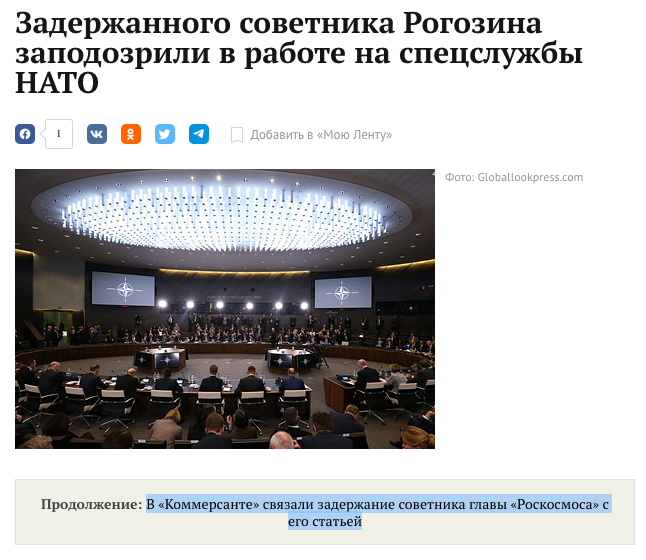 Задержанного советника Рогозина
заподозрили в работе на спецслужбы
НАТО
1
Добавить в «Мою Ленту»
Фото: Globallookpress.com
Продолжение: В «Коммерсанте» связали задержание советника главы «Роскосмоса» с
его статьей